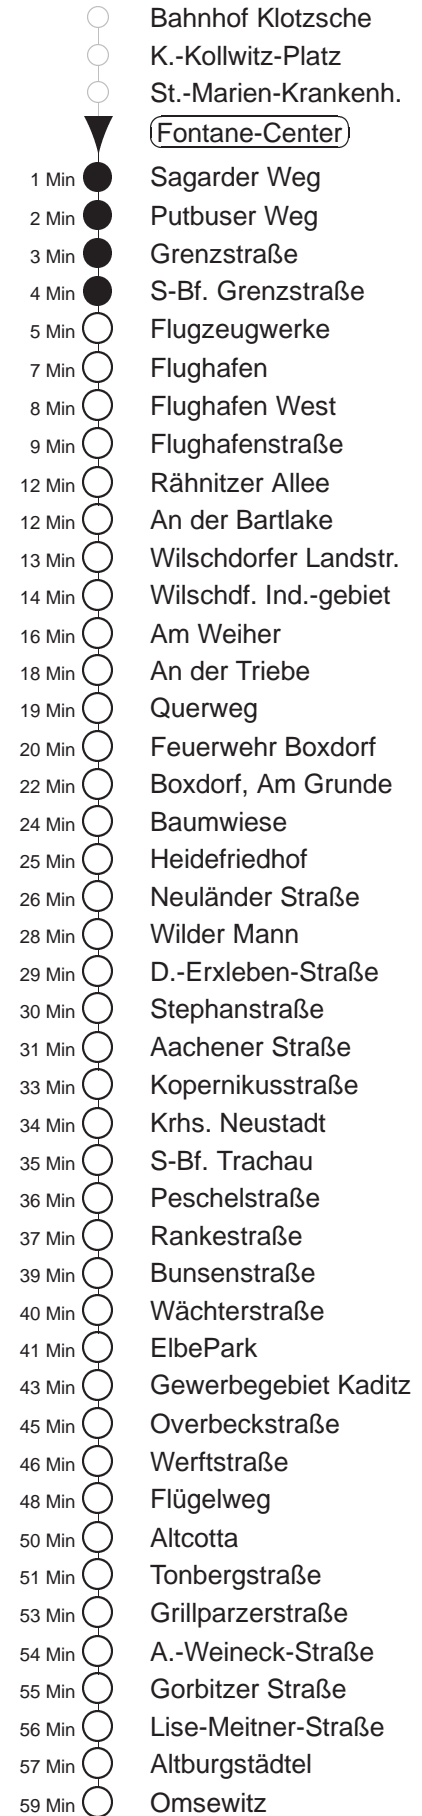 Bahnhof Klotzsche
K.-Kollwitz-Platz
St.-Marien-Krankenh.
Fontane-Center
1 Min Sagarder Weg
2 Min Putbuser Weg
3 Min Grenzstraße
4 Min S-Bf. Grenzstraße
5 Min Flugzeugwerke
7 Min Flughafen
8 Min Flughafen West
9 Min Flughafenstraße
12 Min Rähnitzer Allee
12 Min An der Bartlake
13 Min Wilschdorfer Landstr.
14 Min Wilschdf. Ind.-gebiet
16 Min Am Weiher
18 Min An der Triebe
19 Min Querweg
20 Min Feuerwehr Boxdorf
22 Min Boxdorf, Am Grunde
24 Min Baumwiese
25 Min Heidefriedhof
26 Min Neuländer Straße
28 Min Wilder Mann
29 Min D.-Erxleben-Straße
30 Min Stephanstraße
31 Min Aachener Straße
33 Min Kopernikusstraße
34 Min Krhs. Neustadt
35 Min S-Bf. Trachau
36 Min Peschelstraße
37 Min Rankestraße
39 Min Bunsenstraße
40 Min Wächterstraße
41 Min ElbePark
43 Min Gewerbegebiet Kaditz
45 Min Overbeckstraße
46 Min Werftstraße
48 Min Flügelweg
50 Min Altcotta
51 Min Tonbergstraße
53 Min Grillparzerstraße
54 Min A.-Weineck-Straße
55 Min Gorbitzer Straße
56 Min Lise-Meitner-Straße
57 Min Altburgstädtel
59 Min Omsewitz